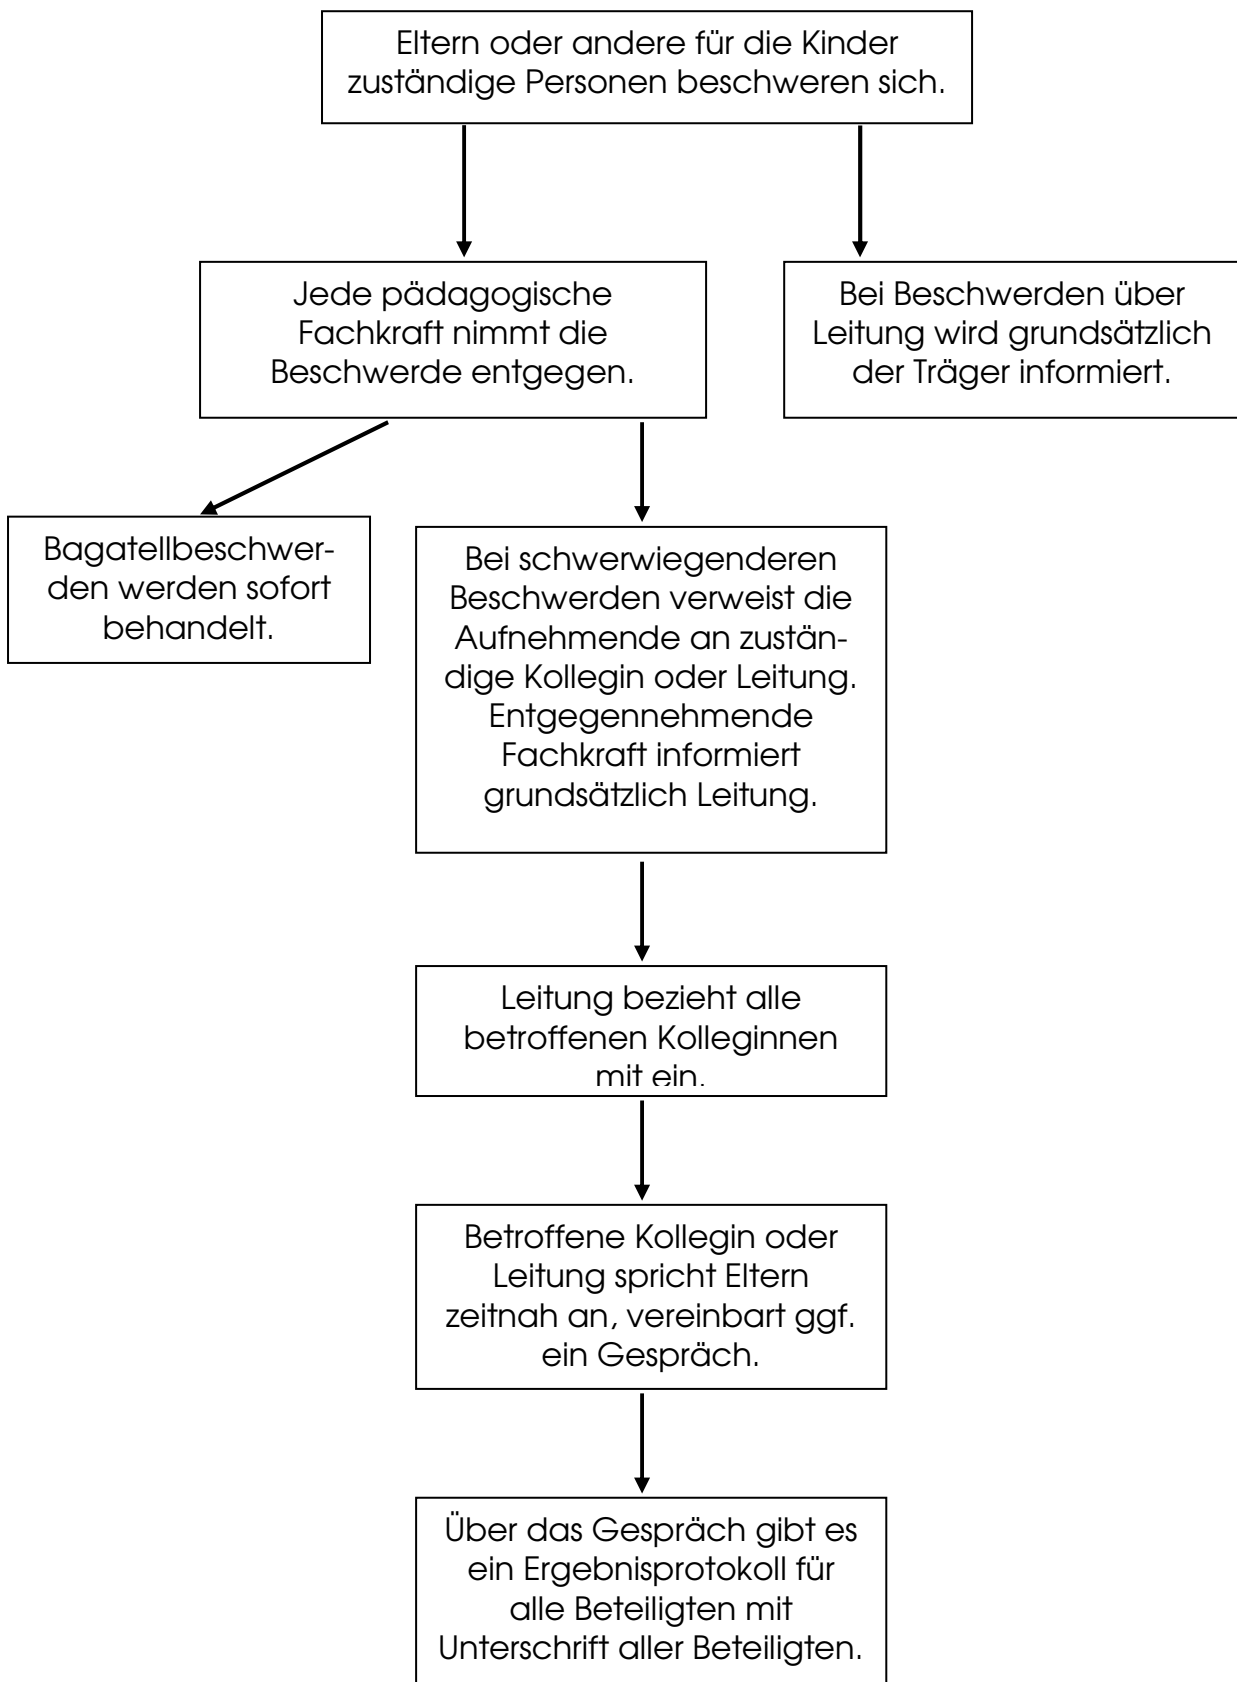 Eltern oder andere für die Kinder
zuständige Personen beschweren sich.
Jede pädagogische
Fachkraft nimmt die
Beschwerde entgegen.
Bei Beschwerden über
Leitung wird grundsätzlich
der Träger informiert.
Bagatellbeschwer-
den werden sofort
behandelt.
Bei schwerwiegenderen
Beschwerden verweist die
Aufnehmende an zustän-
dige Kollegin oder Leitung.
Entgegennehmende
Fachkraft informiert
grundsätzlich Leitung.
Leitung bezieht alle
betroffenen Kolleginnen
mit ein.
Betroffene Kollegin oder
Leitung spricht Eltern
zeitnah an, vereinbart ggf.
ein Gespräch.
Über das Gespräch gibt es
ein Ergebnisprotokoll für
alle Beteiligten mit
Unterschrift aller Beteiligten.